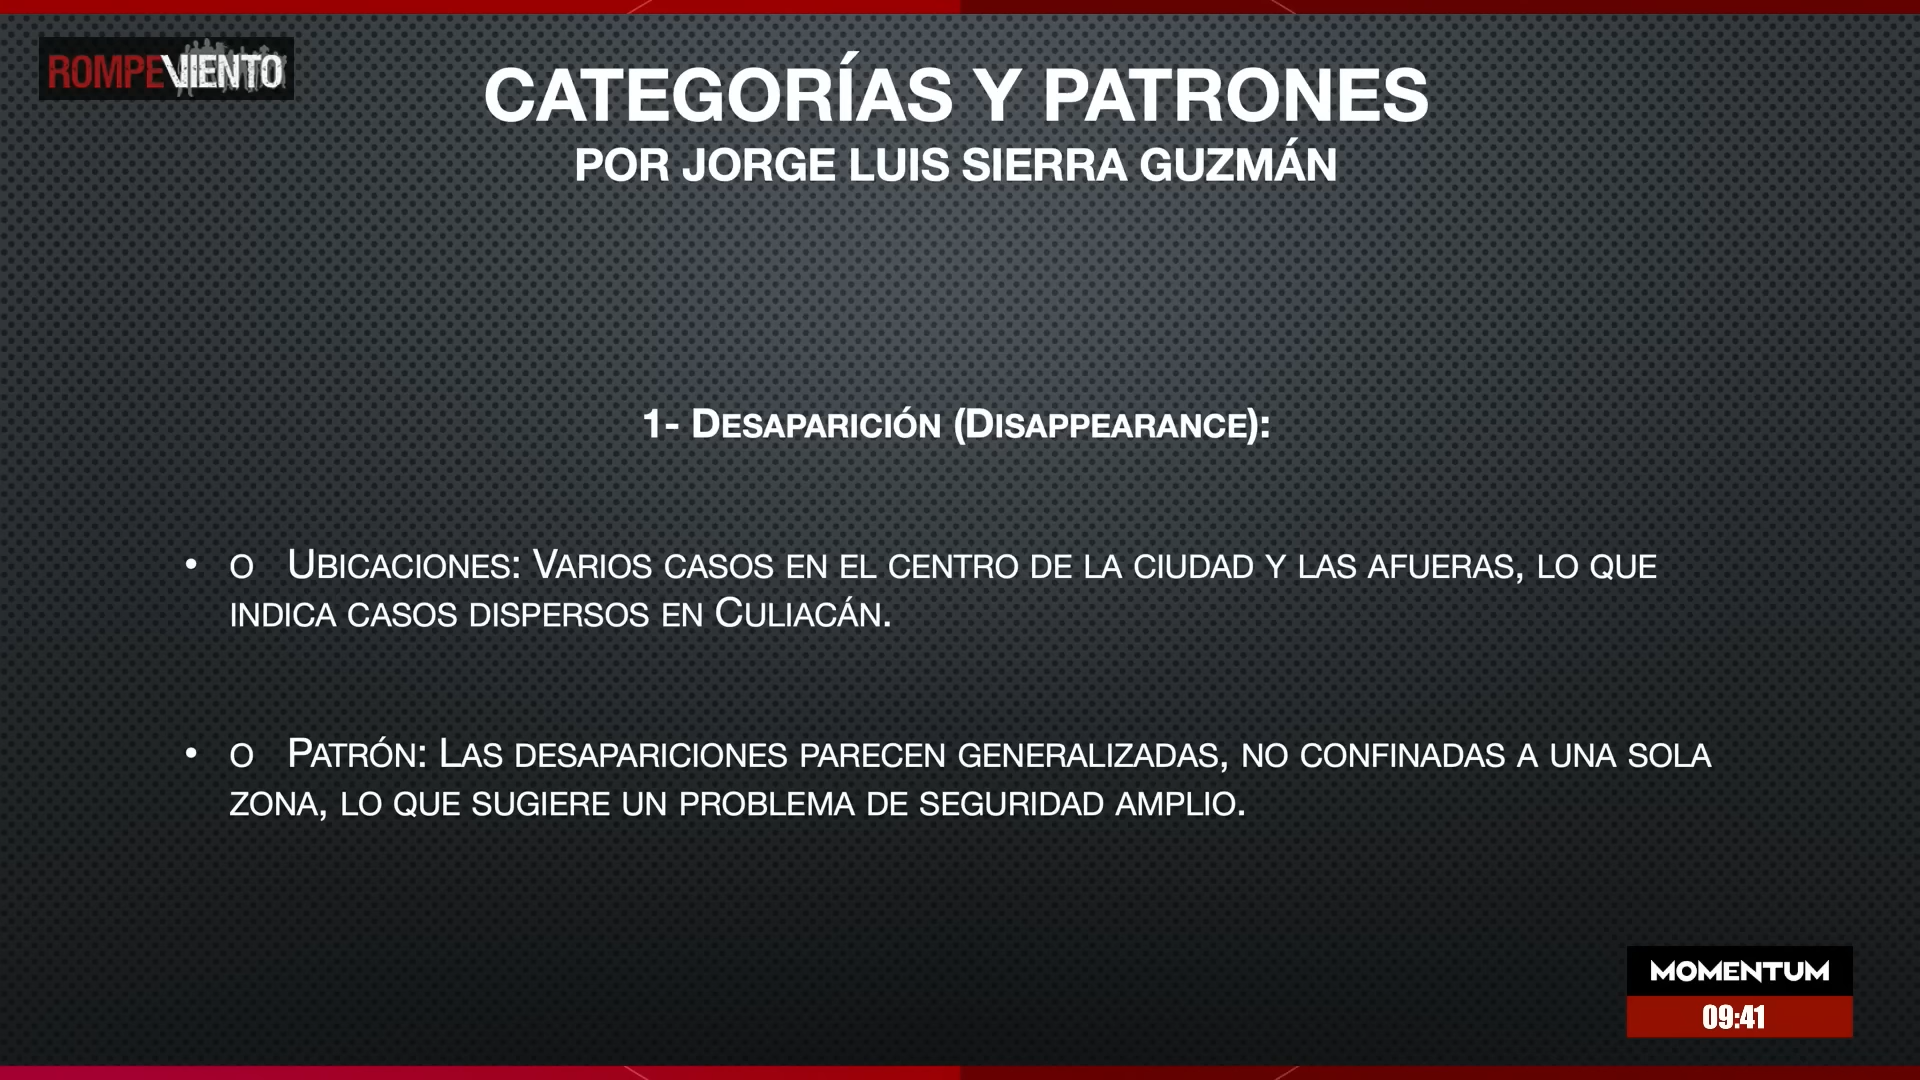 ROMPEVIENTO
CATEGORÍAS Y PATRONES
POR JORGE LUIS SIERRA GUZMÁN
1- DESAPARICIÓN (DISAPPEARANCE):
• O UBICACIONES: VARIOS CASOS EN EL CENTRO DE LA CIUDAD Y LAS AFUERAS, LO QUE
INDICA CASOS DISPERSOS EN CULIACÁN.
• O PATRÓN: LAS DESAPARICIONES PARECEN GENERALIZADAS, NO CONFINADAS A UNA SOLA
ZONA, LO QUE SUGIERE UN PROBLEMA DE SEGURIDAD AMPLIO.
MOMENTUM
09:41